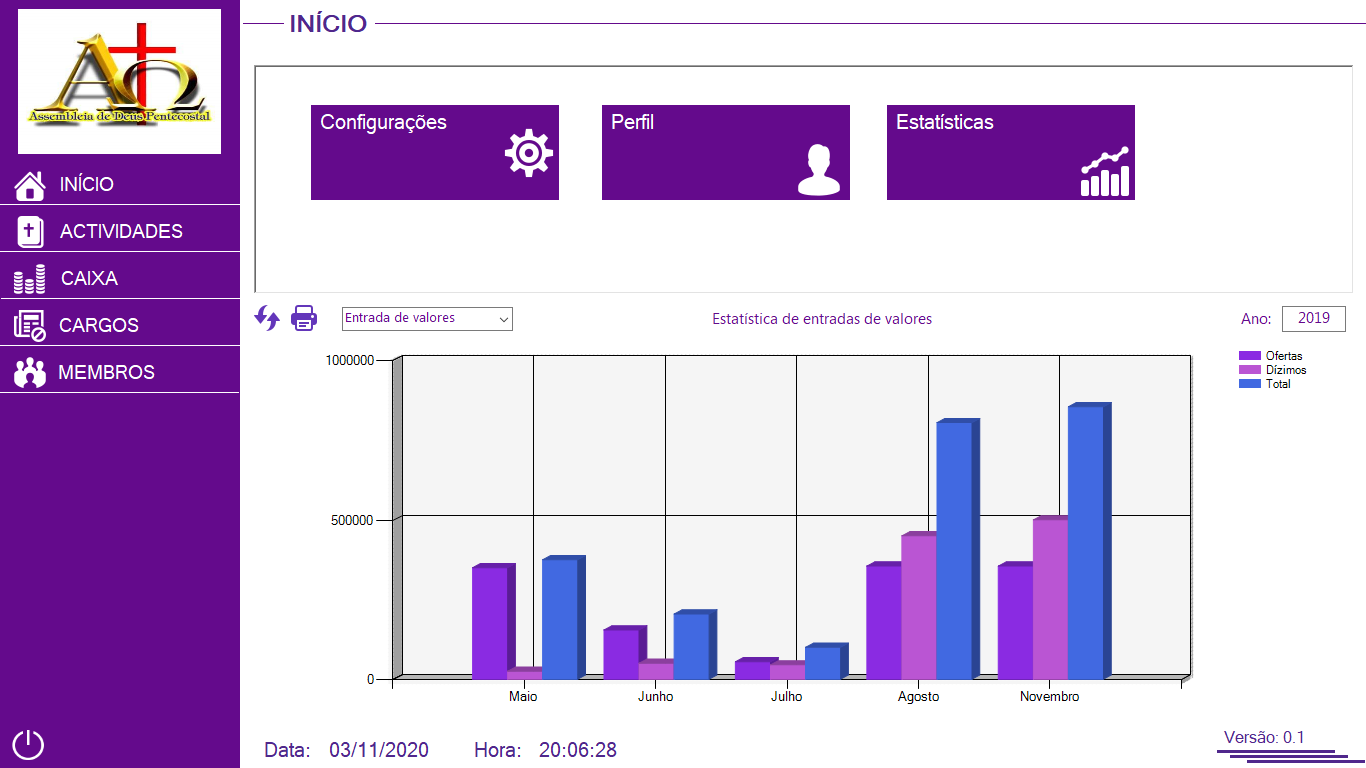 AΩ
Assembleia de Deus Pentecostal
INÍCIO
ACTIVIDADES
CAIXA
CARGOS
MEMBROS
INÍCIO
Configurações
Perfil
Estatísticas
Entrada de valores
Estatística de entradas de valores
Ano: 2019
Ofertas
Dízimos
Total
1000000
500000
0
Maio Junho Julho Agosto Novembro
Data: 03/11/2020 Hora: 20:06:28
Versão: 0.1